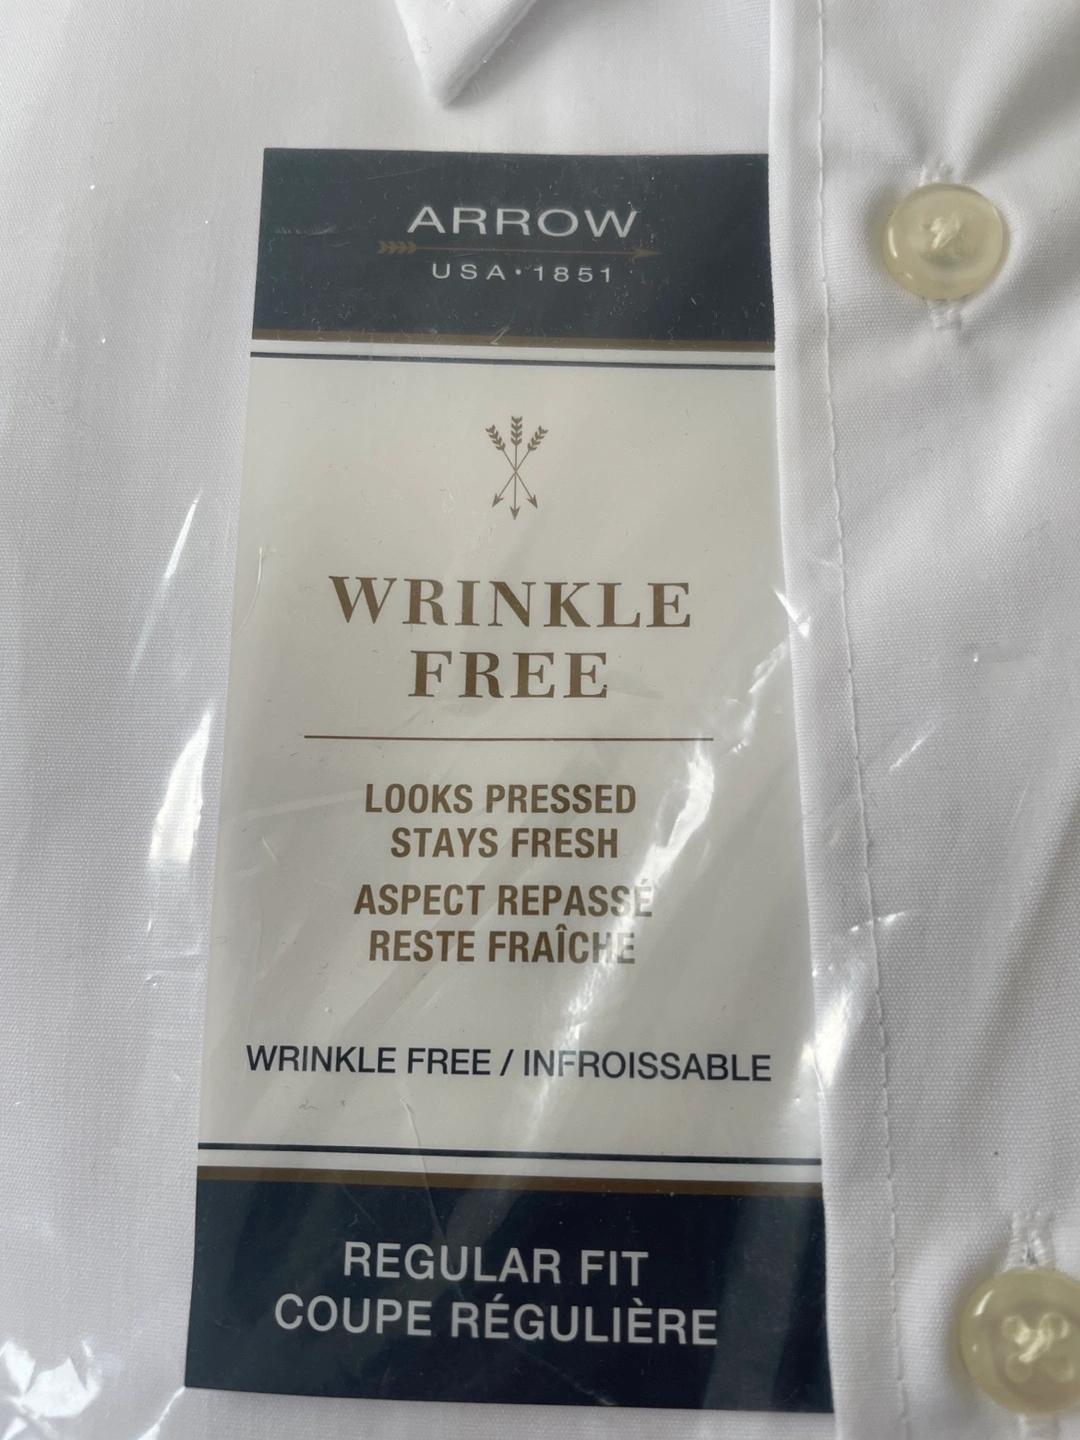 ARROW
USA•1851
WRINKLE
FREE
LOOKS PRESSED
STAYS FRESH
ASPECT REPASSÉ
RESTE FRAÎCHE
WRINKLE FREE / INFROISSABLE
REGULAR FIT
COUPE RÉGULIÈRE